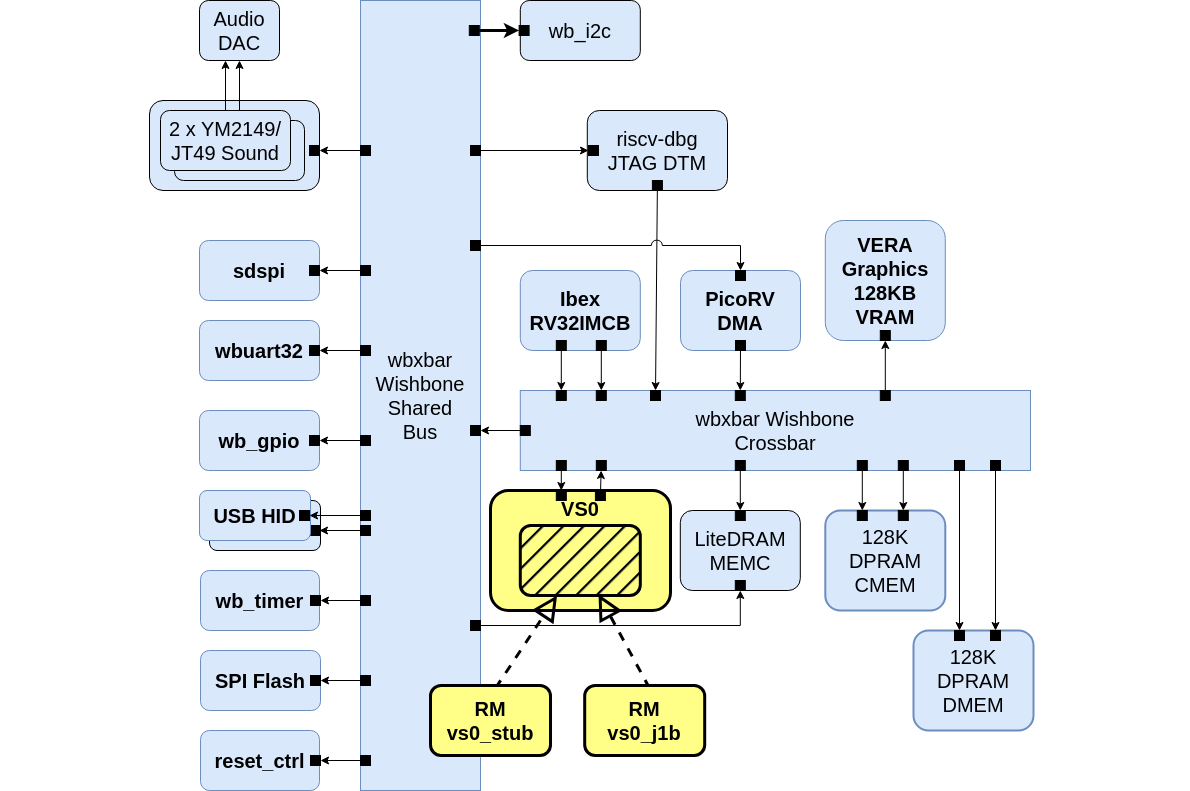 Audio
DAC
wb_i2c
2 x YM2149/
JT49 Sound
riscv-dbg
JTAG DTM
sdspi
VERA
Graphics
128KB
VRAM
Ibex
RV32IMCB
PicoRV
DMA
wbuart32
wbxbar
Wishbone
Shared
Bus
wbxbar Wishbone
Crossbar
wb_gpio
USB HID
VS0
LiteDRAM
MEMC
128K
DPRAM
CMEM
wb_timer
SPI Flash
128K
DPRAM
DMEM
RM
vs0_stub
RM
vs0_j1b
reset_ctrl